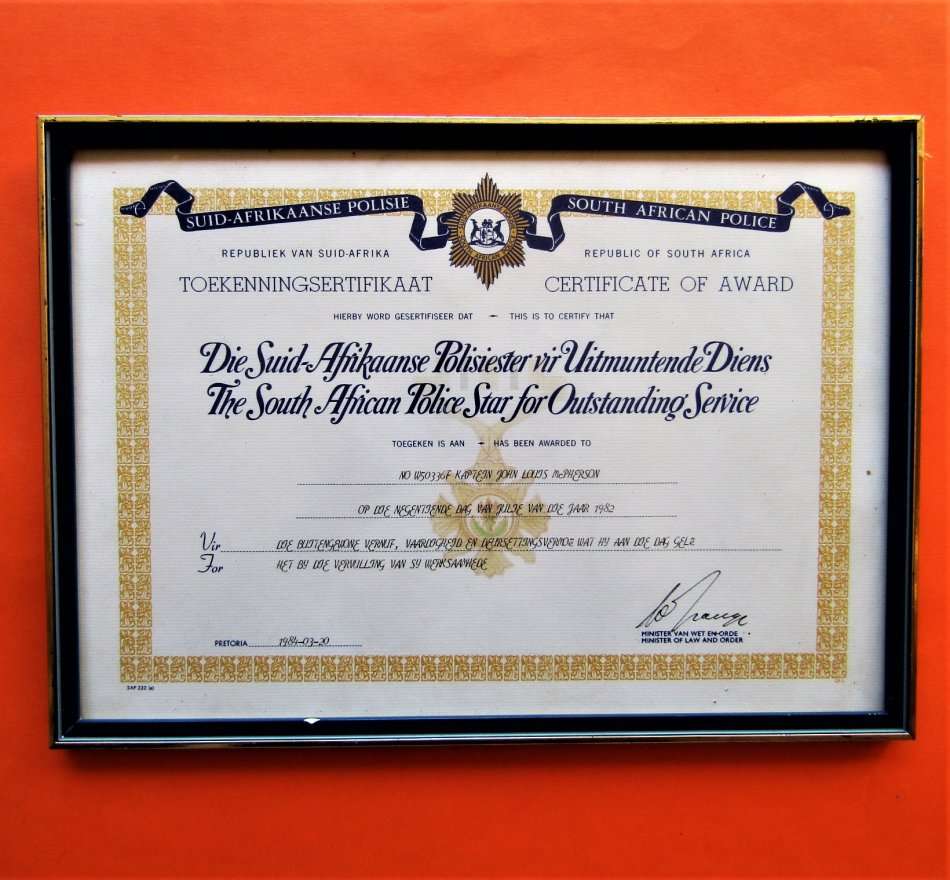 SUID-AFRIKAANSE POLISIE
SOUTH AFRICAN POLICE
REPUBLIEK VAN SUID-AFRIKA
REPUBLIC OF SOUTH AFRICA
TOEKENNINGSERTIFIKAAT
CERTIFICATE OF AWARD
HIERBY WORD GESERTIFISEER DAT - THIS IS TO CERTIFY THAT
Die Suid-Afrikaanse Polisiester vir Uitmuntende Diens
The South African Police Star for Outstanding Service
TOEGEKEN IS AAN - HAS BEEN AWARDED TO
NO W50336F KAPTEIN JOHN LOUIS McPHERSON
OP DIE NEGENTIENDE DAG VAN JULIE VAN DIE JAAR 1982
Vir
DIE BUITENGEWONE VERNUF, VAARDIGHEID EN DEURSETTINGSVERMOË WAT HY AAN DIE DAG GELÊ
For
HET BY DIE VERVULLING VAN SY WERKSAAMHEDE
PRETORIA 1984-03-20
MINISTER VAN WET EN-ORDE
MINISTER OF LAW AND ORDER
SAP 232 (a)